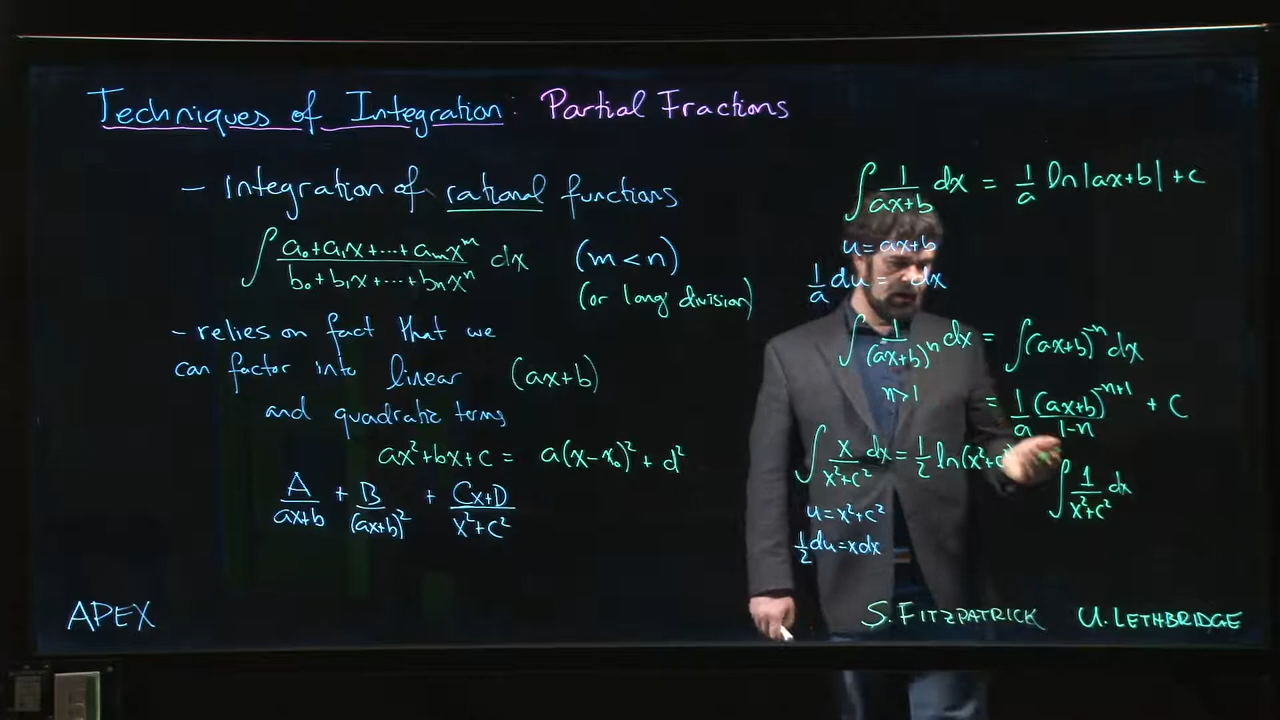 Techniques of Integration: Partial Fractions
- integration of rational functions
∫ (a₀+a₁x+···+aₘxᵐ)/(b₀+b₁x+···+bₙxⁿ) dx (m<n)
(or long division)
- relies on fact that we
can factor into linear (ax+b)
and quadratic terms
ax²+bx+c = a(x-x₀)²+d²
A/(ax+b) + B/(ax+b)² + (Cx+D)/(x²+c²)
APEX
∫ 1/(ax+b) dx = 1/a ln|ax+b|+c
u=ax+b
1/a du = dx
∫ 1/(ax+b)ⁿ dx = ∫(ax+b)⁻ⁿdx
n>1
= 1/a (ax+b)⁻ⁿ⁺¹/(1-n) + C
∫ x/(x²+c²) dx = 1/2 ln(x²+c²
u=x²+c²
1/2 du=xdx
∫ 1/(x²+c²) dx
S. FITZPATRICK U. LETHBRIDGE